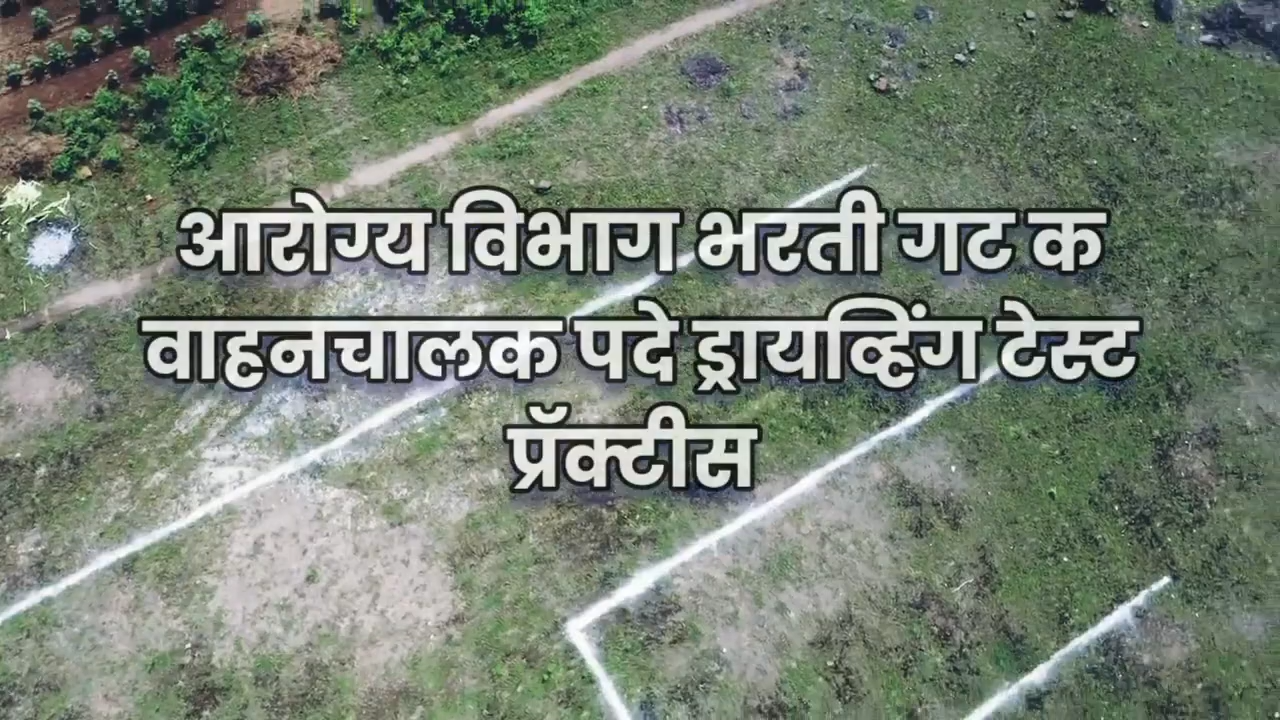 आरोग्य विभाग भरती गट क
वाहनचालक पदे ड्रायव्हिंग टेस्ट
प्रॅक्टीस